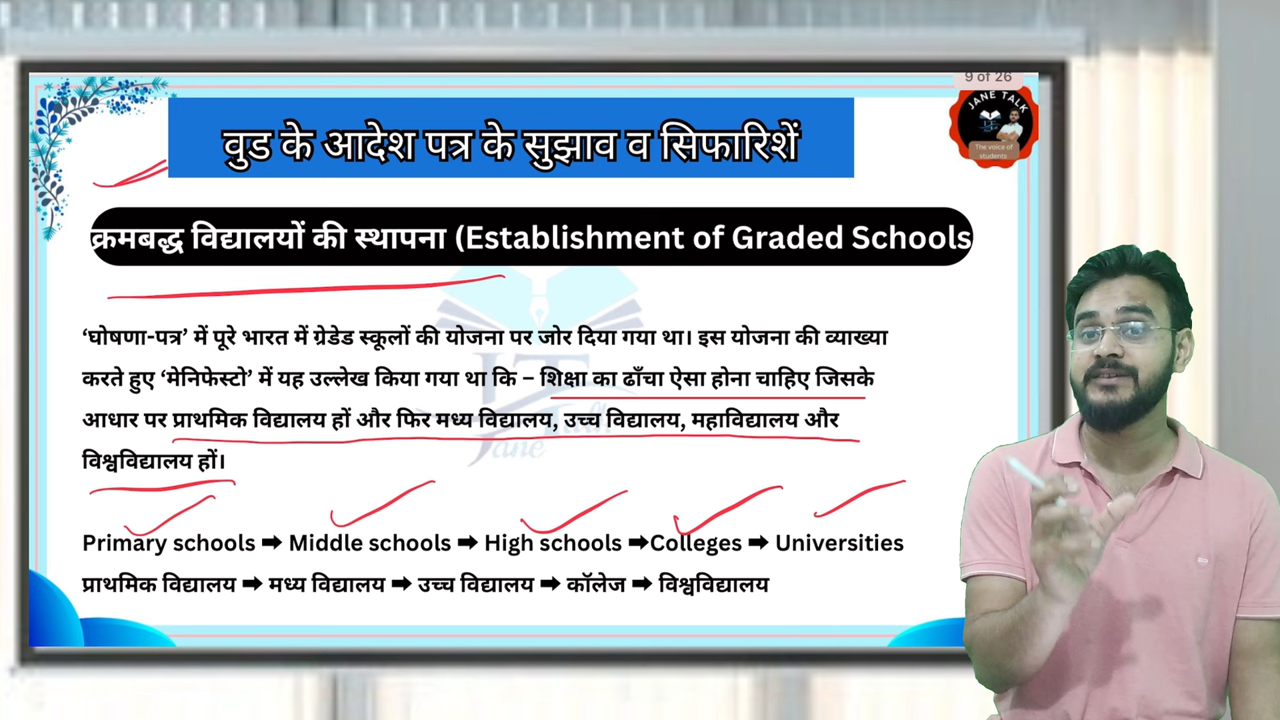 9 of 26
JANE TALK
The voice of
students
वुड के आदेश पत्र के सुझाव व सिफारिशें
क्रमबद्ध विद्यालयों की स्थापना (Establishment of Graded Schools
‘घोषणा-पत्र’ में पूरे भारत में ग्रेडेड स्कूलों की योजना पर जोर दिया गया था। इस योजना की व्याख्या
करते हुए ‘मेनिफेस्टो’ में यह उल्लेख किया गया था कि – शिक्षा का ढाँचा ऐसा होना चाहिए जिसके
आधार पर प्राथमिक विद्यालय हों और फिर मध्य विद्यालय, उच्च विद्यालय, महाविद्यालय और
विश्वविद्यालय हों।
Primary schools ➡ Middle schools ➡ High schools ➡Colleges ➡ Universities
प्राथमिक विद्यालय ➡ मध्य विद्यालय ➡ उच्च विद्यालय ➡ कॉलेज ➡ विश्वविद्यालय